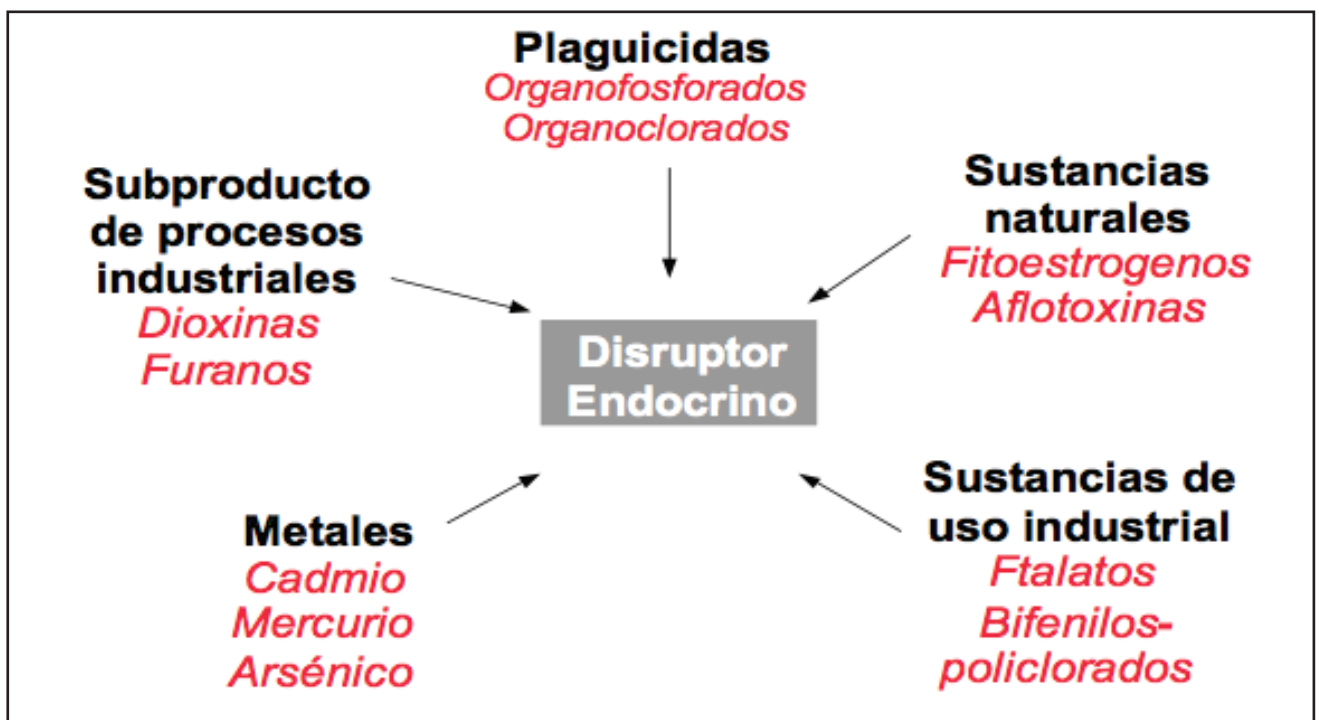 Plaguicidas
Organofosforados
Organoclorados
Subproducto
de procesos
industriales
Dioxinas
Furanos
Sustancias
naturales
Fitoestrogenos
Aflotoxinas
Disruptor
Endocrino
Metales
Cadmio
Mercurio
Arsénico
Sustancias de
uso industrial
Ftalatos
Bifenilos-
policlorados